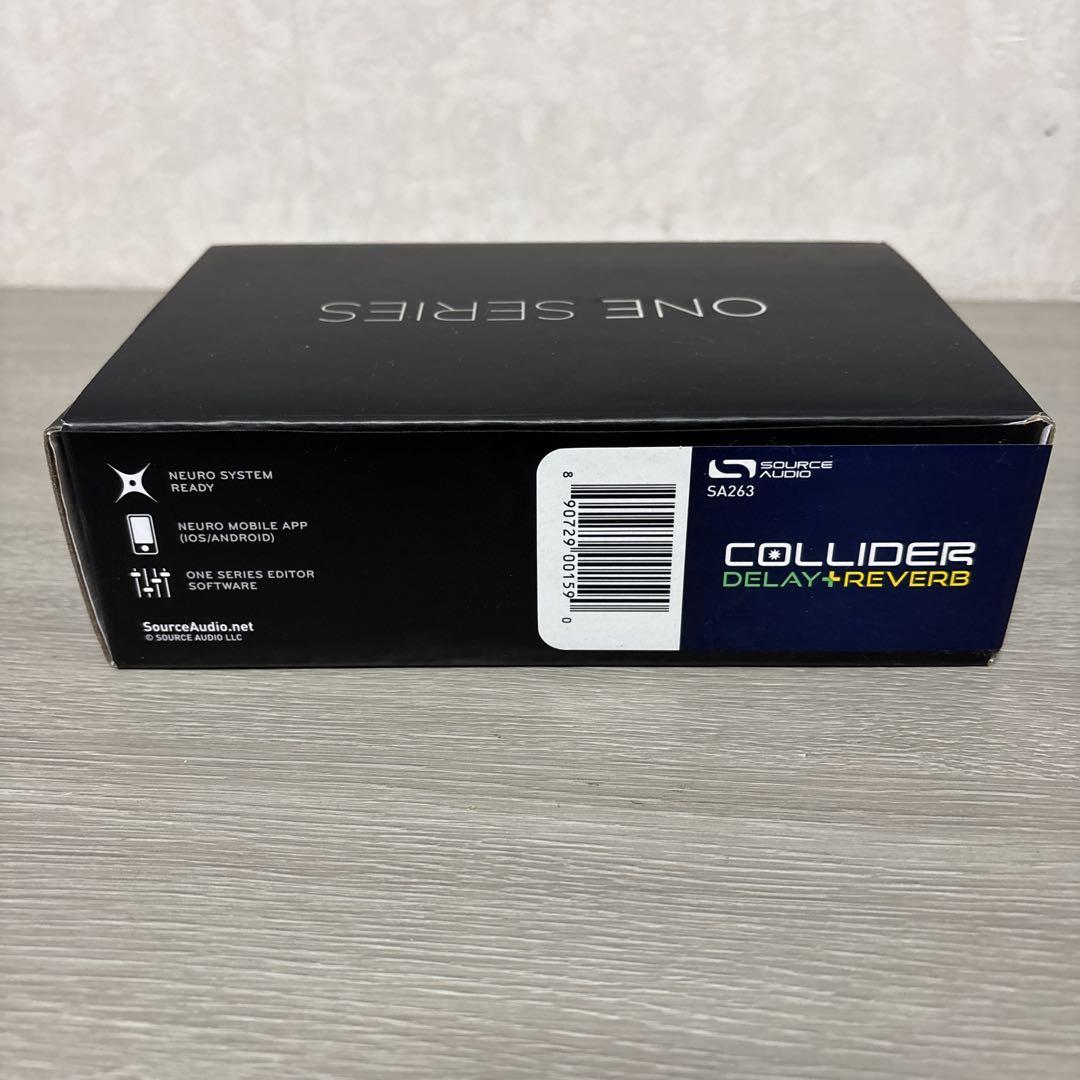 ONE SERIES
NEURO SYSTEM
READY
NEURO MOBILE APP
(IOS/ANDROID)
ONE SERIES EDITOR
SOFTWARE
SourceAudio.net
© SOURCE AUDIO LLC
8 90729 00159 0
SOURCE
AUDIO
SA263
COLLIDER
DELAY+REVERB